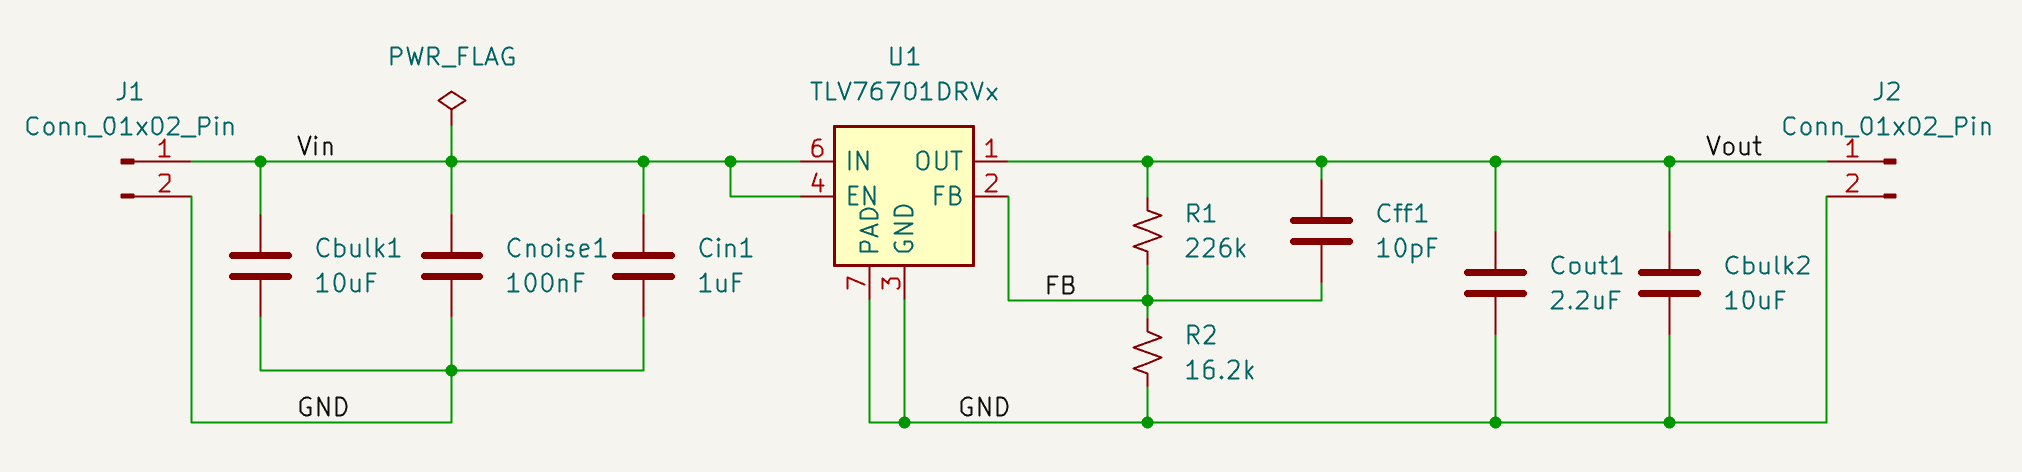 PWR_FLAG
U1
TLV76701DRVx
J1
Conn_01x02_Pin
J2
Conn_01x02_Pin
1
2
Vin
6
IN
4
EN
OUT
1
FB
2
PAD
GND
7
3
Vout
1
2
Cbulk1
10uF
Cnoise1
100nF
Cin1
1uF
R1
226k
Cff1
10pF
Cout1
2.2uF
Cbulk2
10uF
FB
R2
16.2k
GND
GND